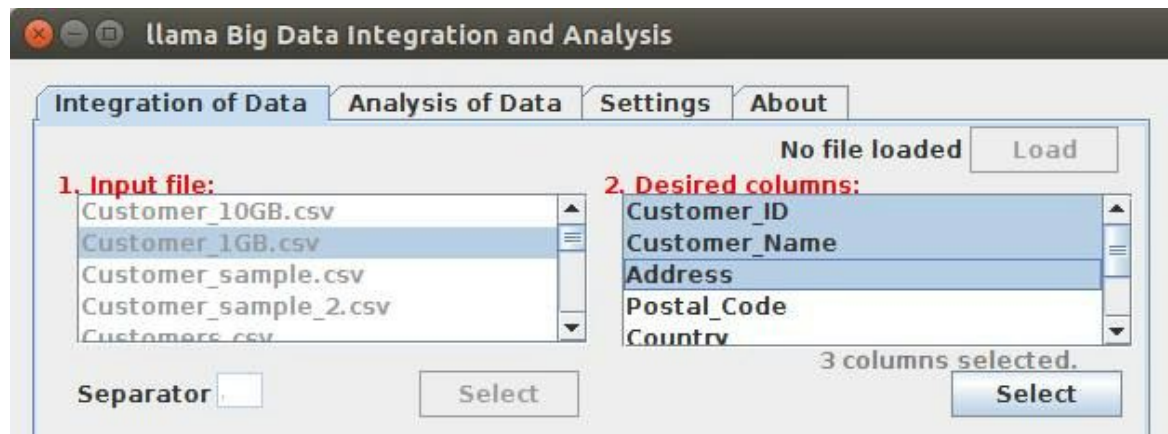 llama Big Data Integration and Analysis
Integration of Data Analysis of Data Settings About
No file loaded Load
1. Input file:
Customer_10GB.csv
Customer_1GB.csv
Customer_sample.csv
Customer_sample_2.csv
Customers.csv
Separator ,
Select
2. Desired columns:
Customer_ID
Customer_Name
Address
Postal_Code
Country
3 columns selected.
Select